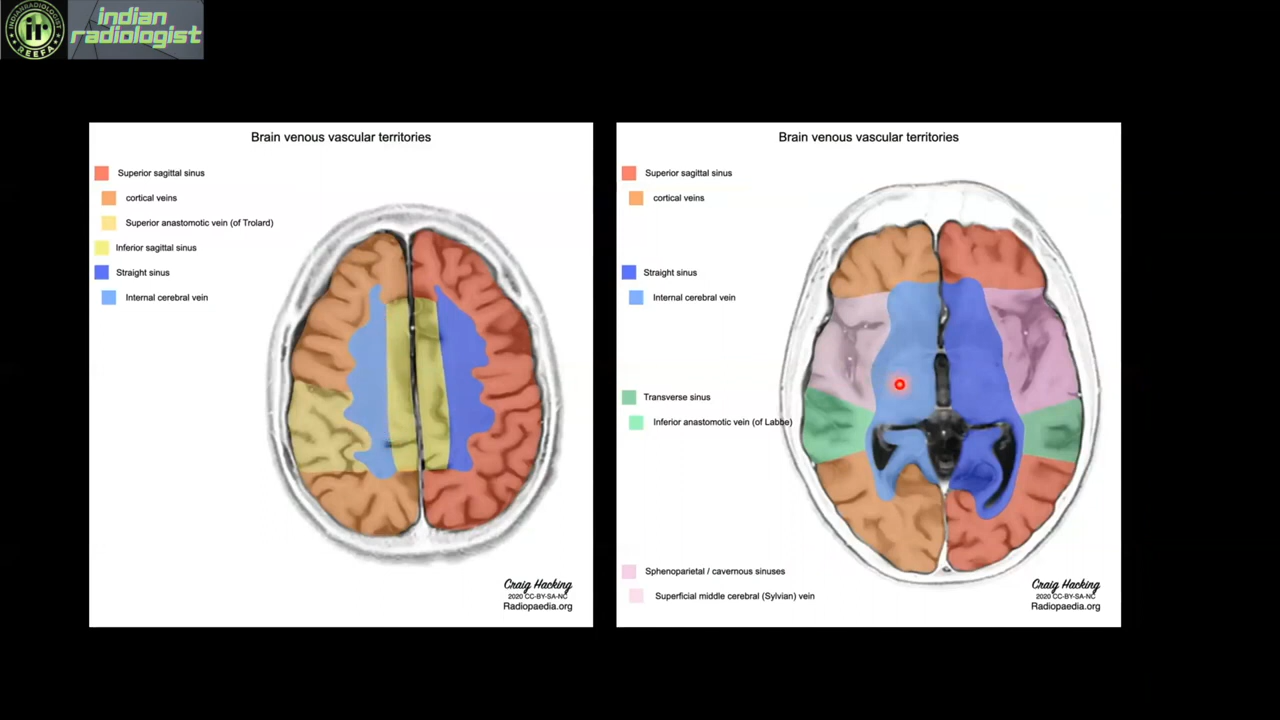 INDIANRADIOLOGIST
ir
REEFA
indian
radiologist
Brain venous vascular territories
Superior sagittal sinus
cortical veins
Superior anastomotic vein (of Trolard)
Inferior sagittal sinus
Straight sinus
Internal cerebral vein
Craig Hacking
2020 CC-BY-SA-NC
Radiopaedia.org
Brain venous vascular territories
Superior sagittal sinus
cortical veins
Straight sinus
Internal cerebral vein
Transverse sinus
Inferior anastomotic vein (of Labbe)
Sphenoparietal / cavernous sinuses
Superficial middle cerebral (Sylvian) vein
Craig Hacking
2020 CC-BY-SA-NC
Radiopaedia.org